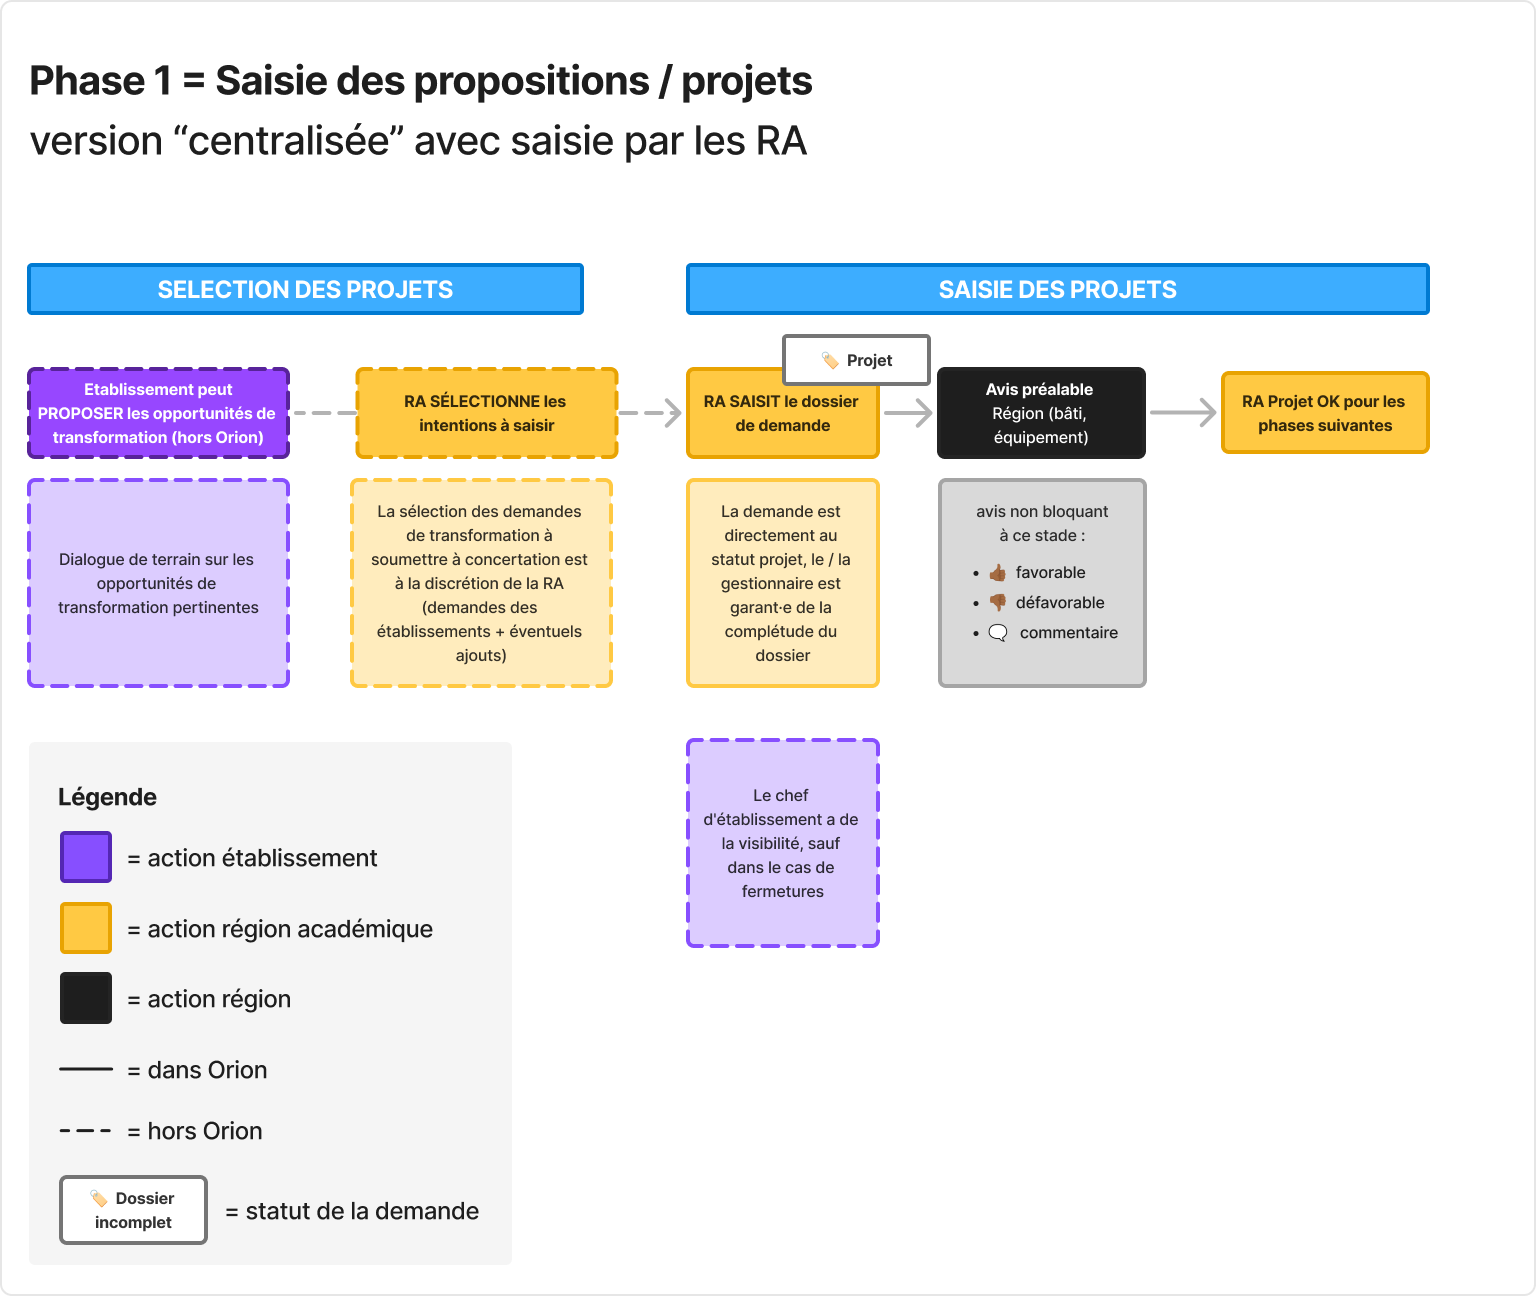 Phase 1 = Saisie des propositions / projets
version “centralisée” avec saisie par les RA
SELECTION DES PROJETS
SAISIE DES PROJETS
Projet
Etablissement peut
PROPOSER les opportunités de
transformation (hors Orion)
RA SÉLECTIONNE les
intentions à saisir
RA SAISIT le dossier
de demande
Avis préalable
Région (bâti,
équipement)
RA Projet OK pour les
phases suivantes
Dialogue de terrain sur les
opportunités de
transformation pertinentes
La sélection des demandes
de transformation à
soumettre à concertation est
à la discrétion de la RA
(demandes des
établissements + éventuels
ajouts)
La demande est
directement au
statut projet, le / la
gestionnaire est
garant·e de la
complétude du
dossier
avis non bloquant
à ce stade :
• 👍🏾 favorable
• 👎🏾 défavorable
• 🗨️ commentaire
Le chef
d'établissement a de
la visibilité, sauf
dans le cas de
fermetures
Légende
= action établissement
= action région académique
= action région
= dans Orion
= hors Orion
Dossier
incomplet
= statut de la demande